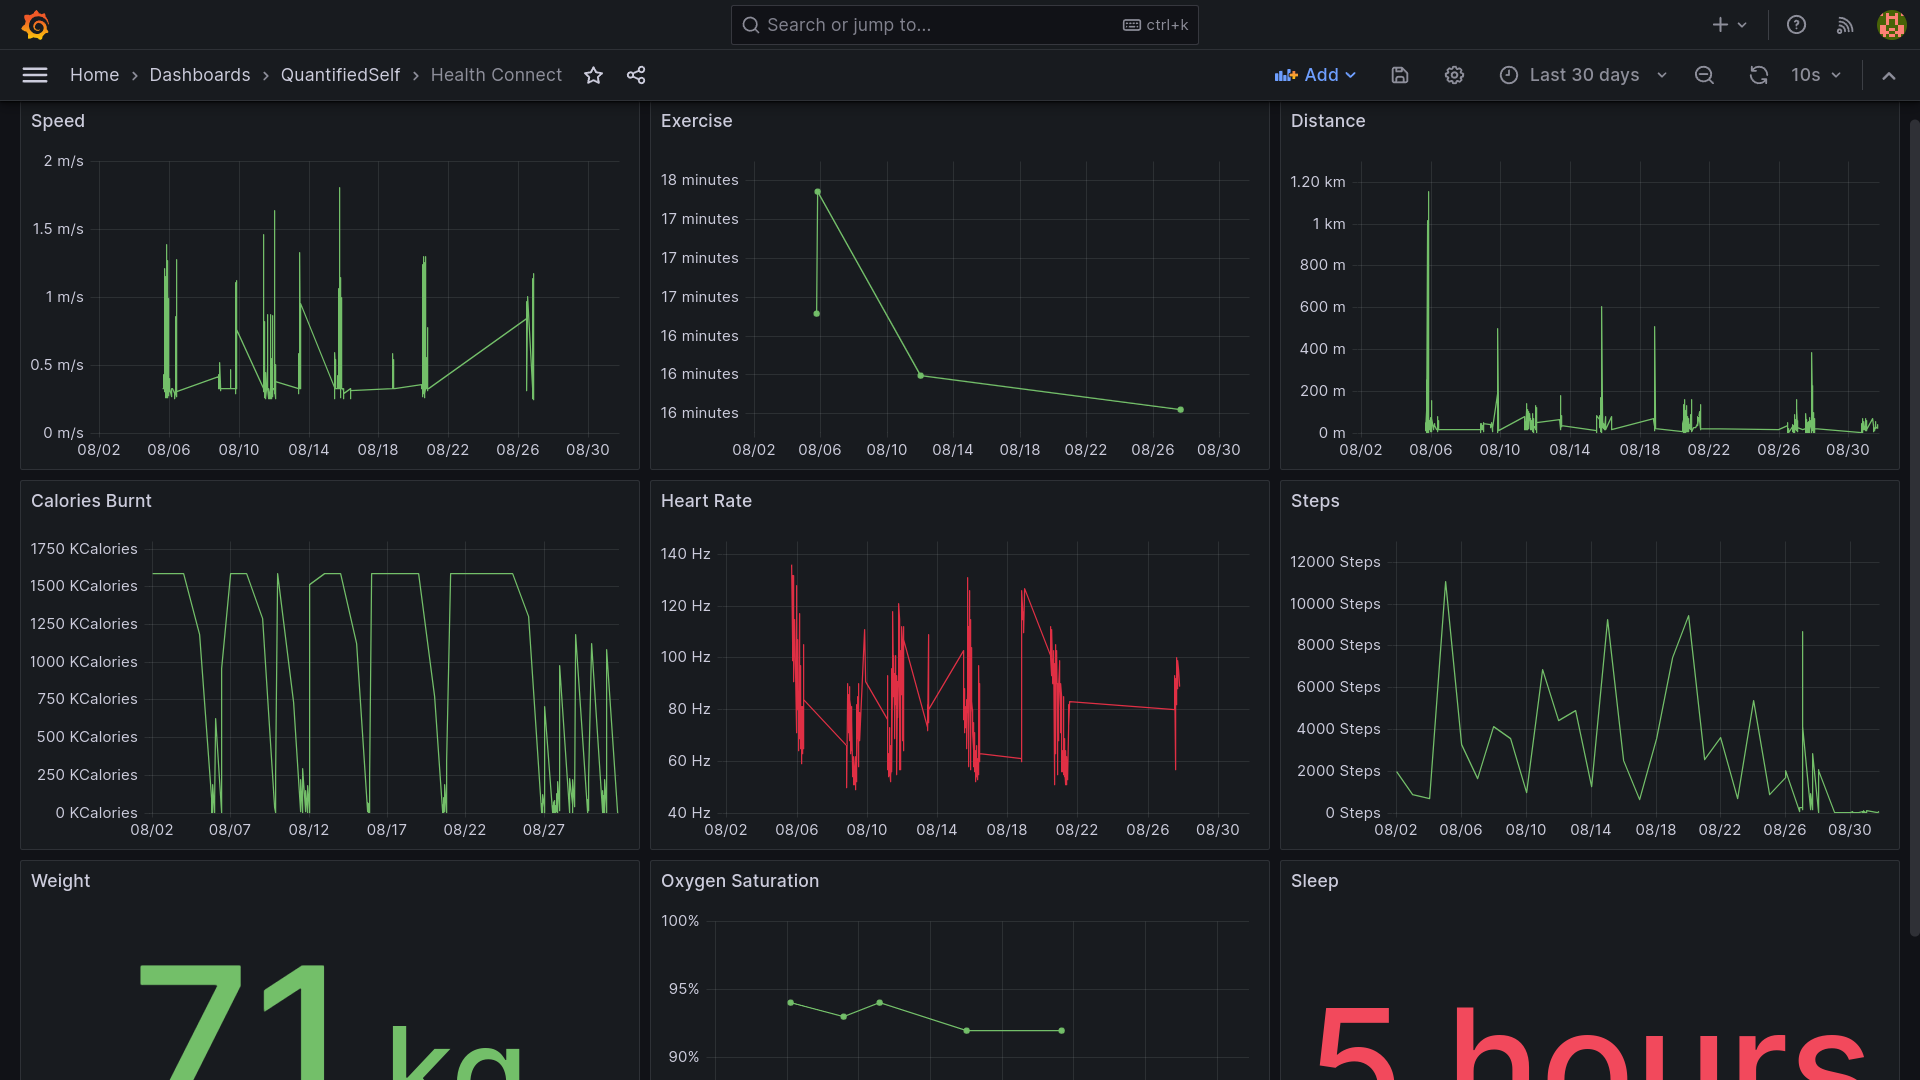 Search or jump to...
ctrl+k
Home
Dashboards
QuantifiedSelf
Health Connect
Add
Last 30 days
10s
Speed
2 m/s
1.5 m/s
1 m/s
0.5 m/s
0 m/s
08/02 08/06 08/10 08/14 08/18 08/22 08/26 08/30
Exercise
18 minutes
17 minutes
17 minutes
17 minutes
16 minutes
16 minutes
16 minutes
08/02 08/06 08/10 08/14 08/18 08/22 08/26 08/30
Distance
1.20 km
1 km
800 m
600 m
400 m
200 m
0 m
08/02 08/06 08/10 08/14 08/18 08/22 08/26 08/30
Calories Burnt
1750 KCalories
1500 KCalories
1250 KCalories
1000 KCalories
750 KCalories
500 KCalories
250 KCalories
0 KCalories
08/02 08/07 08/12 08/17 08/22 08/27
Heart Rate
140 Hz
120 Hz
100 Hz
80 Hz
60 Hz
40 Hz
08/02 08/06 08/10 08/14 08/18 08/22 08/26 08/30
Steps
12000 Steps
10000 Steps
8000 Steps
6000 Steps
4000 Steps
2000 Steps
0 Steps
08/02 08/06 08/10 08/14 08/18 08/22 08/26 08/30
Weight
71 kg
Oxygen Saturation
100%
95%
90%
Sleep
5 hours